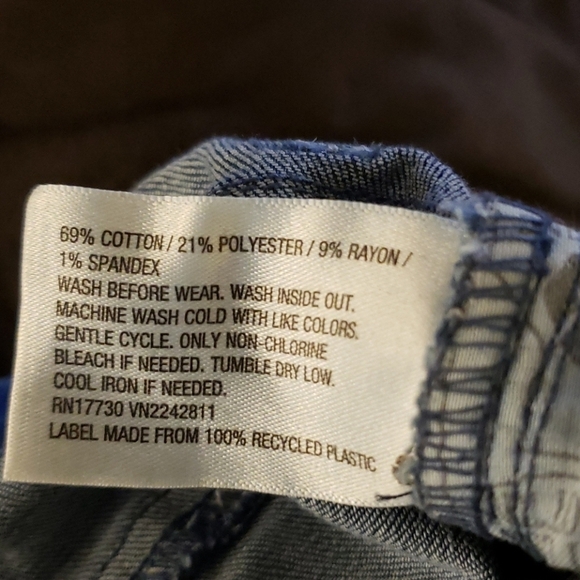 69% COTTON / 21% POLYESTER / 9% RAYON /
1% SPANDEX
WASH BEFORE WEAR. WASH INSIDE OUT.
MACHINE WASH COLD WITH LIKE COLORS.
GENTLE CYCLE. ONLY NON-CHLORINE
BLEACH IF NEEDED. TUMBLE DRY LOW.
COOL IRON IF NEEDED.
RN17730 VN2242811
LABEL MADE FROM 100% RECYCLED PLASTIC